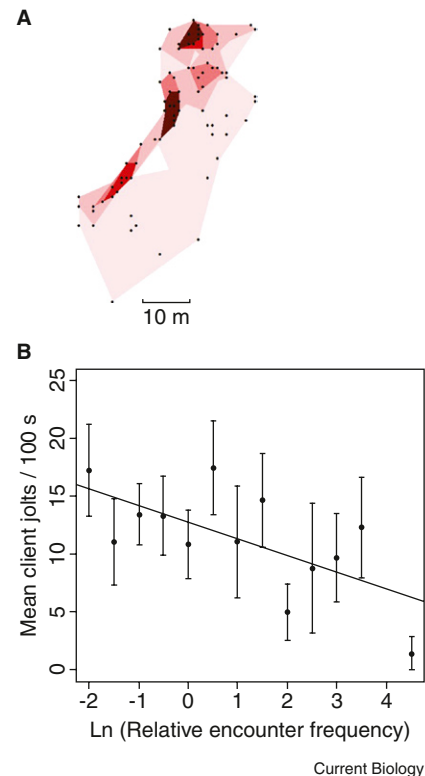 A
10 m
B
Mean client jolts / 100 s
25
20
15
10
5
0
-2 -1 0 1 2 3 4
Ln (Relative encounter frequency)
Current Biology